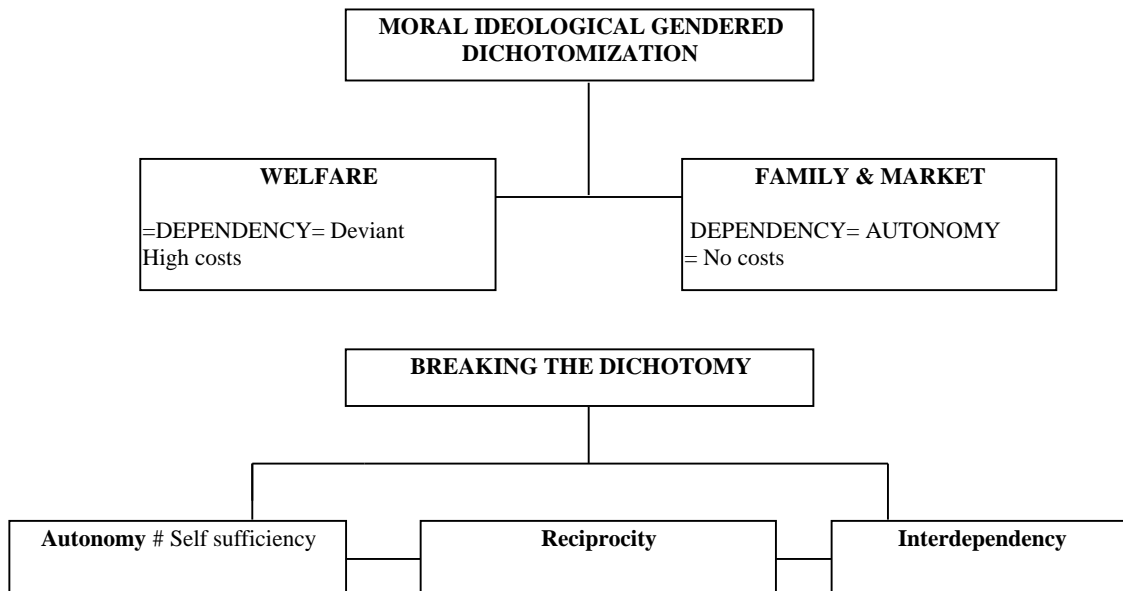 MORAL IDEOLOGICAL GENDERED
DICHOTOMIZATION
WELFARE
=DEPENDENCY= Deviant
High costs
FAMILY & MARKET
DEPENDENCY= AUTONOMY
= No costs
BREAKING THE DICHOTOMY
Autonomy # Self sufficiency
Reciprocity
Interdependency